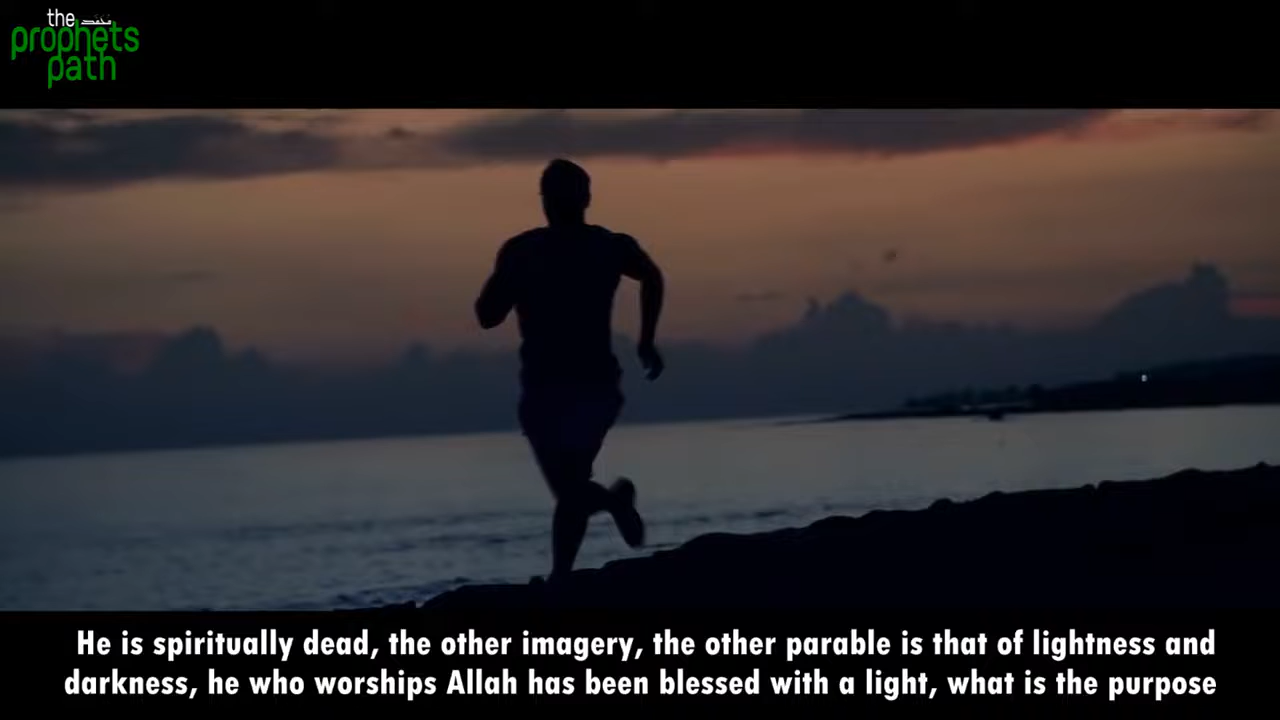 the محمد
prophets
path
He is spiritually dead, the other imagery, the other parable is that of lightness and
darkness, he who worships Allah has been blessed with a light, what is the purpose